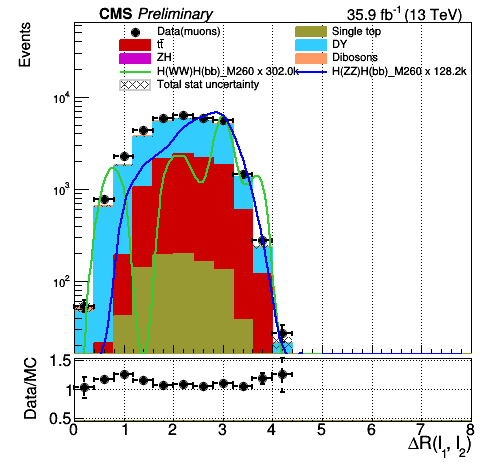 CMS Preliminary 35.9 fb⁻¹ (13 TeV)
Data(muons) Single top
tt̄ DY
ZH Dibosons
H(WW)H(bb)_M260 x 302.0k H(ZZ)H(bb)_M260 x 128.2k
Total stat uncertainty
Events
10⁴
10³
10²
Data/MC
1.5
1
0.5
0 1 2 3 4 5 6 7 8
ΔR(l₁, l₂)